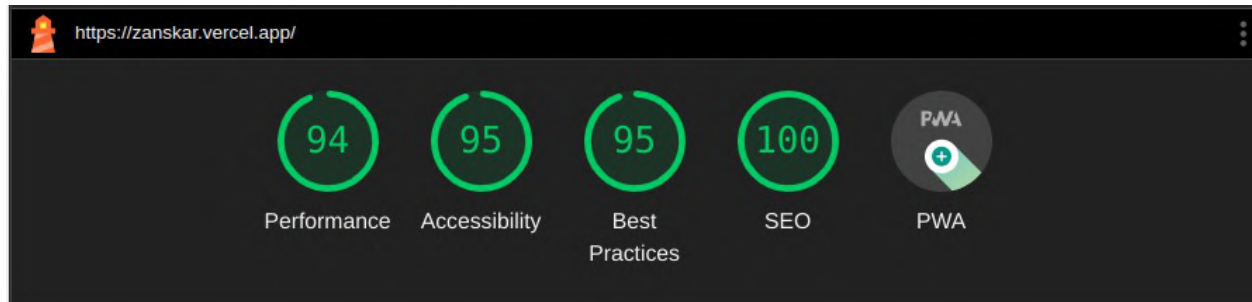 https://zanskar.vercel.app/
94 95 95 100 PWA
Performance Accessibility Best Practices SEO PWA